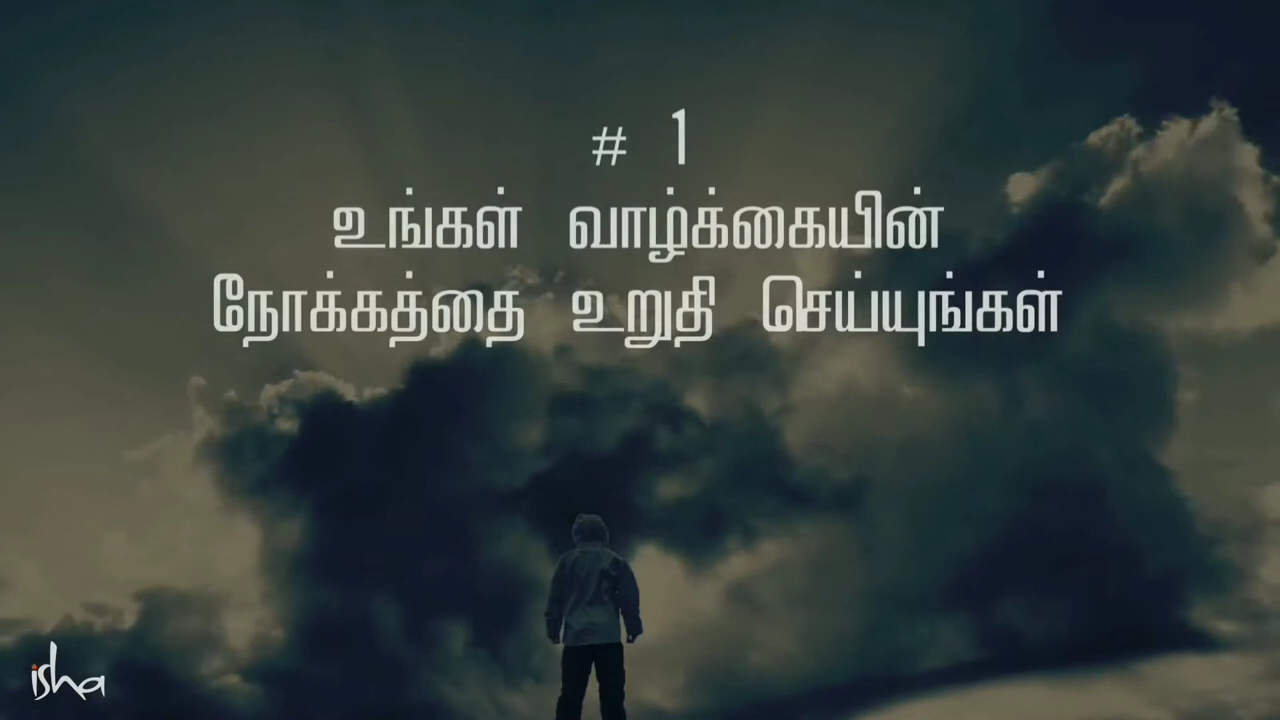 # 1
உங்கள் வாழ்க்கையின்
நோக்கத்தை உறுதி செய்யுங்கள்
isha